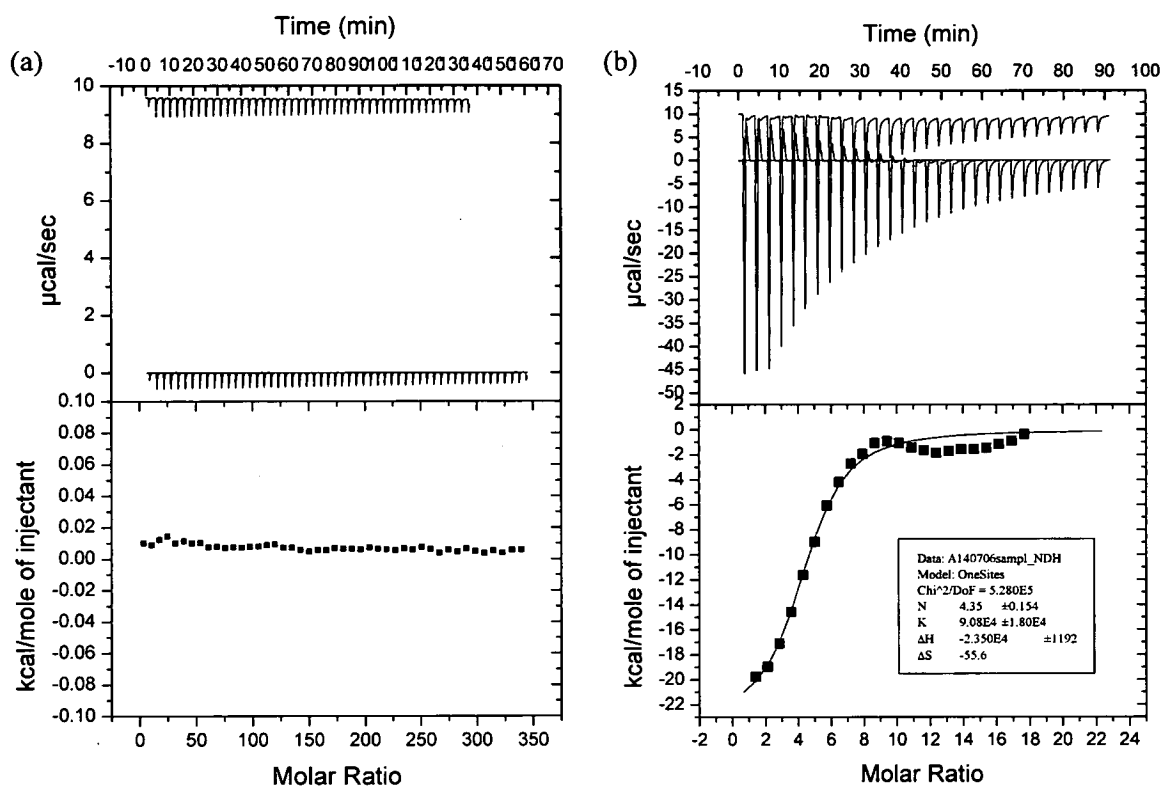 (a)
Time (min)
-10 0 10 20 30 40 50 60 70 80 90 100 110 120 130 140 150 160 170
10
8
6
4
2
0
µcal/sec
0.10
0.08
0.06
0.04
0.02
0.00
-0.02
-0.04
-0.06
-0.08
-0.10
kcal/mole of injectant
0 50 100 150 200 250 300 350
Molar Ratio
(b)
Time (min)
-10 0 10 20 30 40 50 60 70 80 90 100
15
10
5
0
-5
-10
-15
-20
-25
-30
-35
-40
-45
-50
µcal/sec
2
0
-2
-4
-6
-8
-10
-12
-14
-16
-18
-20
-22
kcal/mole of injectant
Data: A140706sampl_NDH
Model: OneSites
Chi^2/DoF = 5.280E5
N 4.35 ±0.154
K 9.08E4 ±1.80E4
ΔH -2.350E4 ±1192
ΔS -55.6
-2 0 2 4 6 8 10 12 14 16 18 20 22 24
Molar Ratio